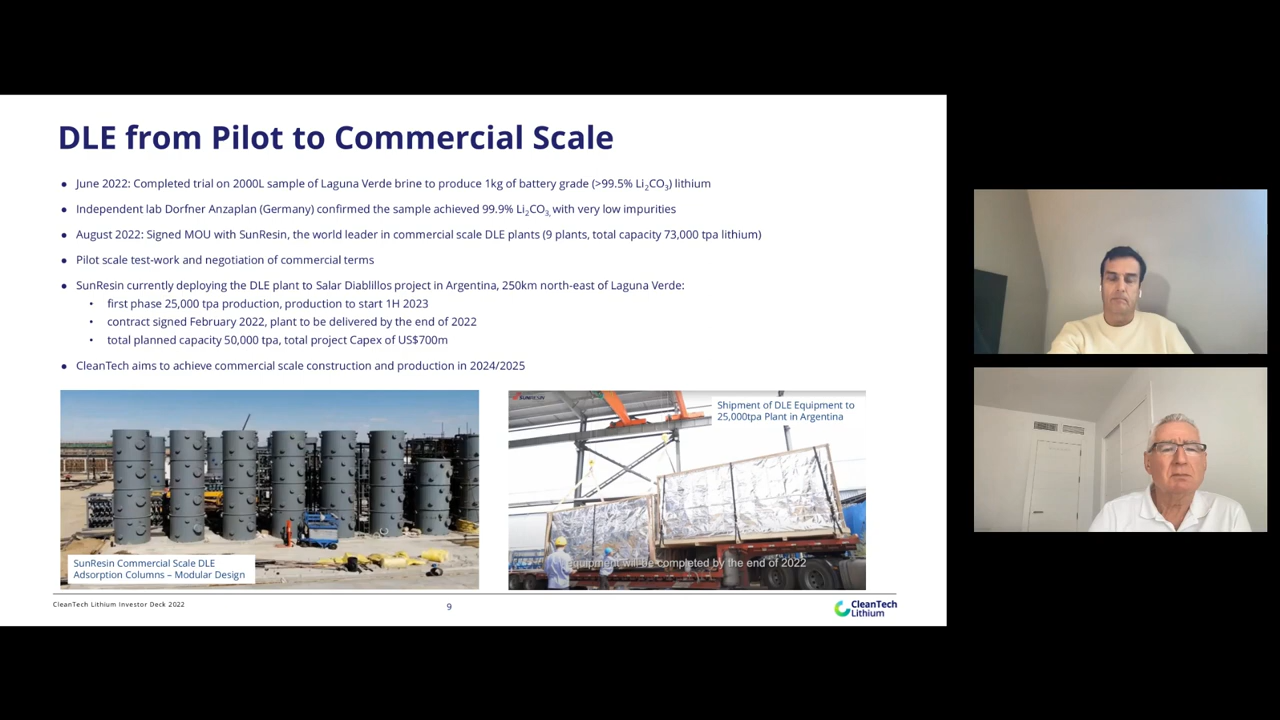 DLE from Pilot to Commercial Scale
● June 2022: Completed trial on 2000L sample of Laguna Verde brine to produce 1kg of battery grade (>99.5% Li₂CO₃) lithium
● Independent lab Dorfner Anzaplan (Germany) confirmed the sample achieved 99.9% Li₂CO₃, with very low impurities
● August 2022: Signed MOU with SunResin, the world leader in commercial scale DLE plants (9 plants, total capacity 73,000 tpa lithium)
● Pilot scale test-work and negotiation of commercial terms
● SunResin currently deploying the DLE plant to Salar Diablillos project in Argentina, 250km north-east of Laguna Verde:
• first phase 25,000 tpa production, production to start 1H 2023
• contract signed February 2022, plant to be delivered by the end of 2022
• total planned capacity 50,000 tpa, total project Capex of US$700m
● CleanTech aims to achieve commercial scale construction and production in 2024/2025
SUNRESIN
Shipment of DLE Equipment to
25,000tpa Plant in Argentina
SunResin Commercial Scale DLE
Adsorption Columns – Modular Design
equipment will be completed by the end of 2022
CleanTech Lithium Investor Deck 2022
9
CleanTech
Lithium